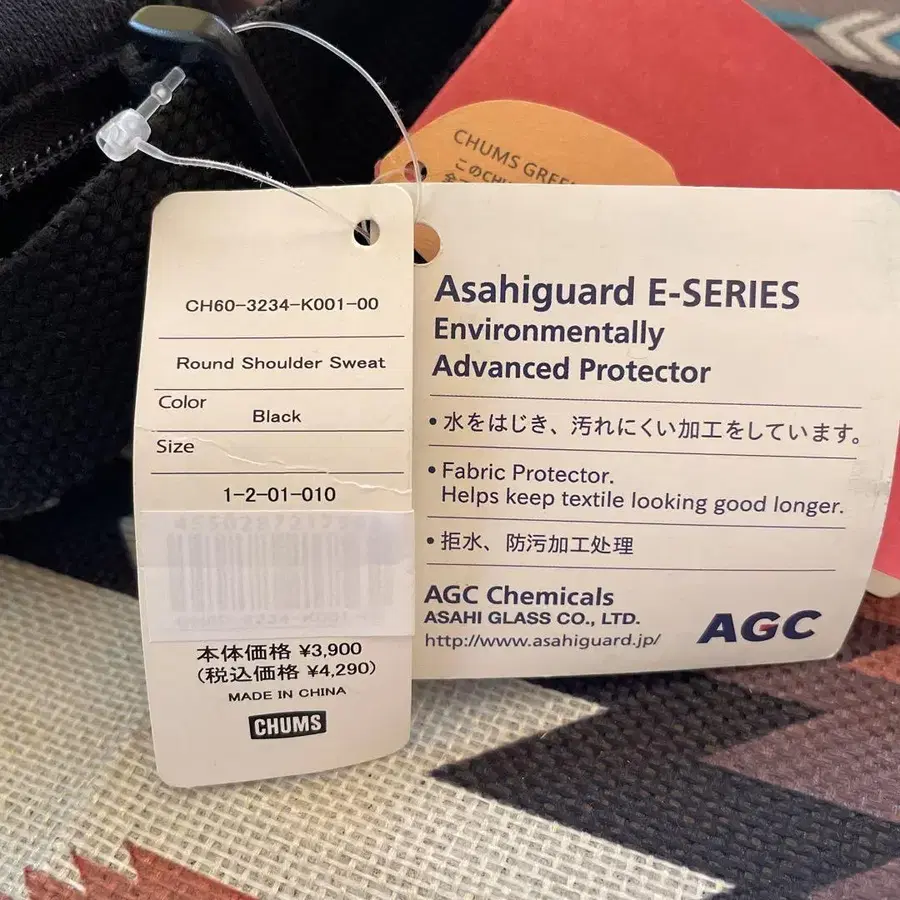 CHUMS GREEN
このCH
CH60-3234-K001-00
Round Shoulder Sweat
Color
Black
Size
1-2-01-010
本体価格 ¥3,900
(税込価格 ¥4,290)
MADE IN CHINA
CHUMS
Asahiguard E-SERIES
Environmentally
Advanced Protector
・水をはじき、汚れにくい加工をしています。
・Fabric Protector.
Helps keep textile looking good longer.
・拒水、防污加工处理
AGC Chemicals
ASAHI GLASS CO., LTD.
http://www.asahiguard.jp/
AGC